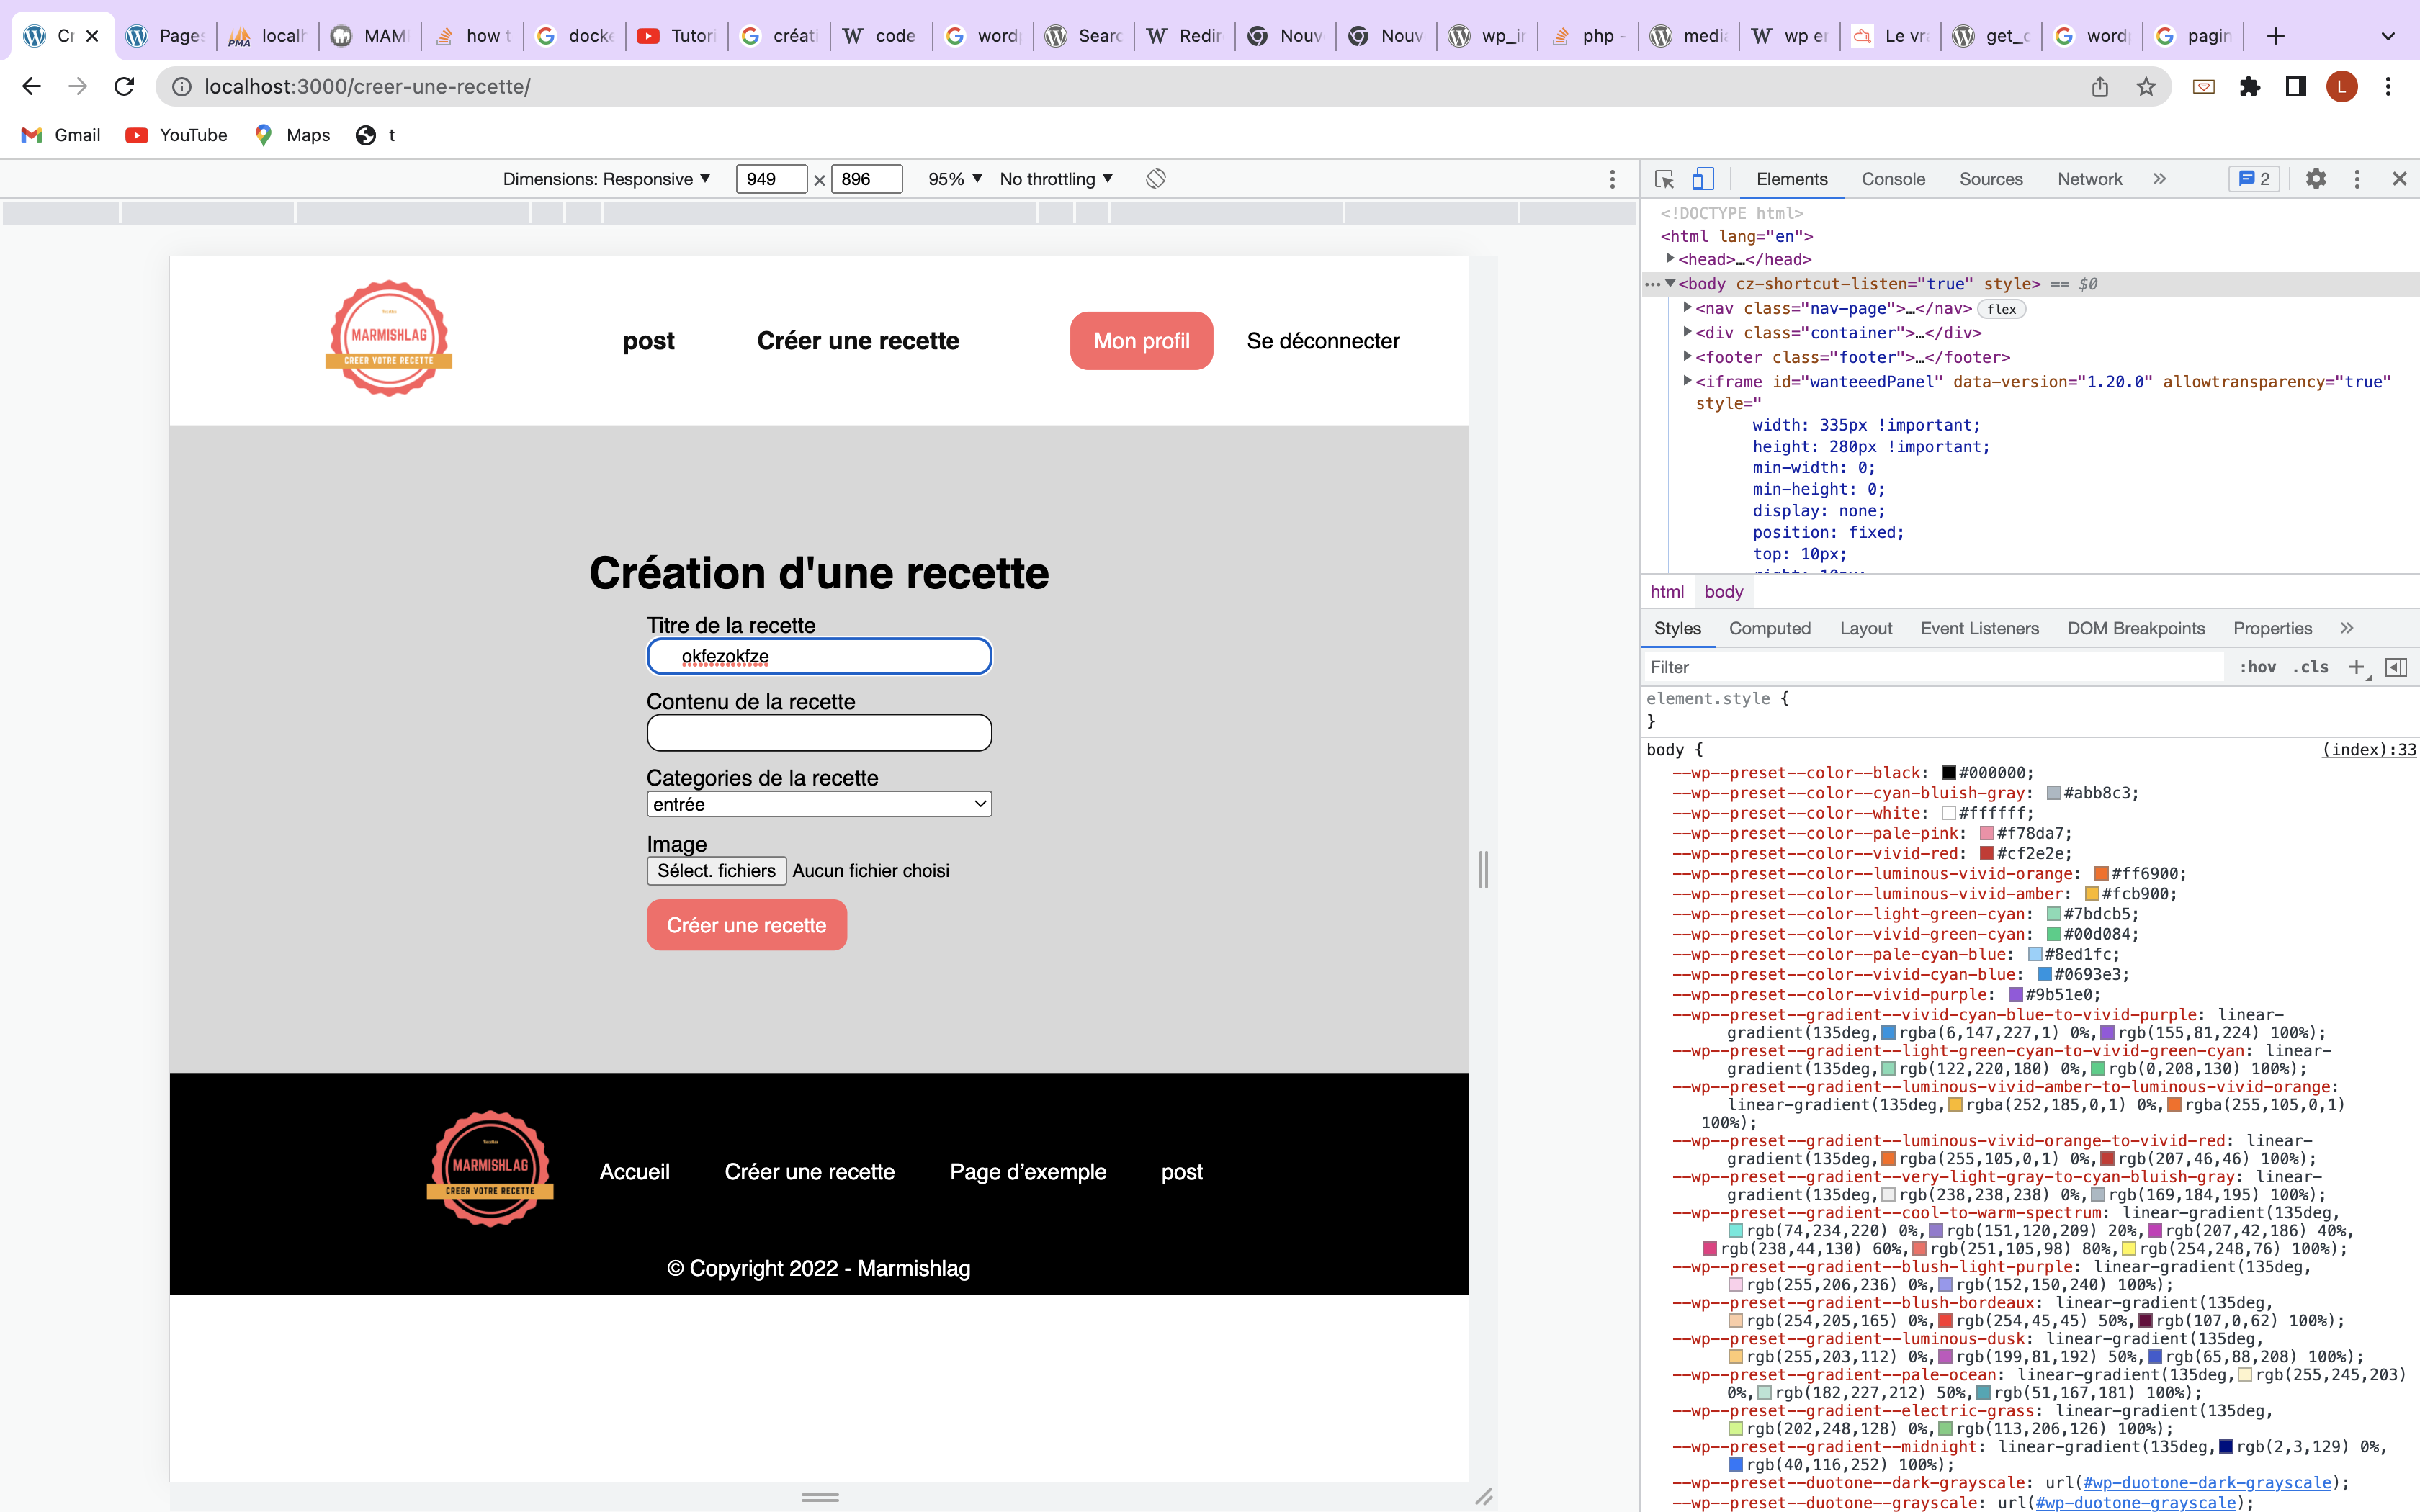 Cr
Pages
localh
MAMP
how t
docke
Tutori
créati
code
word
Searc
Redir
Nouv
Nouv
wp_in
php -
media
wp er
Le vra
get_c
word
pagin
localhost:3000/creer-une-recette/
L
Gmail
YouTube
Maps
t
Dimensions: Responsive
949 × 896
95%
No throttling
MARMISHLAG
CREER VOTRE RECETTE
post
Créer une recette
Mon profil
Se déconnecter
Création d'une recette
Titre de la recette
okfezokfze
Contenu de la recette
Categories de la recette
entrée
Image
Sélect. fichiers Aucun fichier choisi
Créer une recette
MARMISHLAG
CREER VOTRE RECETTE
Accueil
Créer une recette
Page d’exemple
post
© Copyright 2022 - Marmishlag
Elements
Console
Sources
Network
2
<!DOCTYPE html>
<html lang="en">
<head>…</head>
<body cz-shortcut-listen="true" style> == $0
<nav class="nav-page">…</nav> flex
<div class="container">…</div>
<footer class="footer">…</footer>
<iframe id="wanteeedPanel" data-version="1.20.0" allowtransparency="true"
style="
width: 335px !important;
height: 280px !important;
min-width: 0;
min-height: 0;
display: none;
position: fixed;
top: 10px;
right: 10px;
html body
Styles
Computed
Layout
Event Listeners
DOM Breakpoints
Properties
Filter
:hov .cls
element.style {
}
body {
(index):33
--wp--preset--color--black: #000000;
--wp--preset--color--cyan-bluish-gray: #abb8c3;
--wp--preset--color--white: #ffffff;
--wp--preset--color--pale-pink: #f78da7;
--wp--preset--color--vivid-red: #cf2e2e;
--wp--preset--color--luminous-vivid-orange: #ff6900;
--wp--preset--color--luminous-vivid-amber: #fcb900;
--wp--preset--color--light-green-cyan: #7bdcb5;
--wp--preset--color--vivid-green-cyan: #00d084;
--wp--preset--color--pale-cyan-blue: #8ed1fc;
--wp--preset--color--vivid-cyan-blue: #0693e3;
--wp--preset--color--vivid-purple: #9b51e0;
--wp--preset--gradient--vivid-cyan-blue-to-vivid-purple: linear-
gradient(135deg,rgba(6,147,227,1) 0%,rgb(155,81,224) 100%);
--wp--preset--gradient--light-green-cyan-to-vivid-green-cyan: linear-
gradient(135deg,rgb(122,220,180) 0%,rgb(0,208,130) 100%);
--wp--preset--gradient--luminous-vivid-amber-to-luminous-vivid-orange:
linear-gradient(135deg,rgba(252,185,0,1) 0%,rgba(255,105,0,1)
100%);
--wp--preset--gradient--luminous-vivid-orange-to-vivid-red: linear-
gradient(135deg,rgba(255,105,0,1) 0%,rgb(207,46,46) 100%);
--wp--preset--gradient--very-light-gray-to-cyan-bluish-gray: linear-
gradient(135deg,rgb(238,238,238) 0%,rgb(169,184,195) 100%);
--wp--preset--gradient--cool-to-warm-spectrum: linear-gradient(135deg,
rgb(74,234,220) 0%,rgb(151,120,209) 20%,rgb(207,42,186) 40%,
rgb(238,44,130) 60%,rgb(251,105,98) 80%,rgb(254,248,76) 100%);
--wp--preset--gradient--blush-light-purple: linear-gradient(135deg,
rgb(255,206,236) 0%,rgb(152,150,240) 100%);
--wp--preset--gradient--blush-bordeaux: linear-gradient(135deg,
rgb(254,205,165) 0%,rgb(254,45,45) 50%,rgb(107,0,62) 100%);
--wp--preset--gradient--luminous-dusk: linear-gradient(135deg,
rgb(255,203,112) 0%,rgb(199,81,192) 50%,rgb(65,88,208) 100%);
--wp--preset--gradient--pale-ocean: linear-gradient(135deg,rgb(255,245,203)
0%,rgb(182,227,212) 50%,rgb(51,167,181) 100%);
--wp--preset--gradient--electric-grass: linear-gradient(135deg,
rgb(202,248,128) 0%,rgb(113,206,126) 100%);
--wp--preset--gradient--midnight: linear-gradient(135deg,rgb(2,3,129) 0%,
rgb(40,116,252) 100%);
--wp--preset--duotone--dark-grayscale: url(#wp-duotone-dark-grayscale);
--wp--preset--duotone--grayscale: url(#wp-duotone-grayscale);